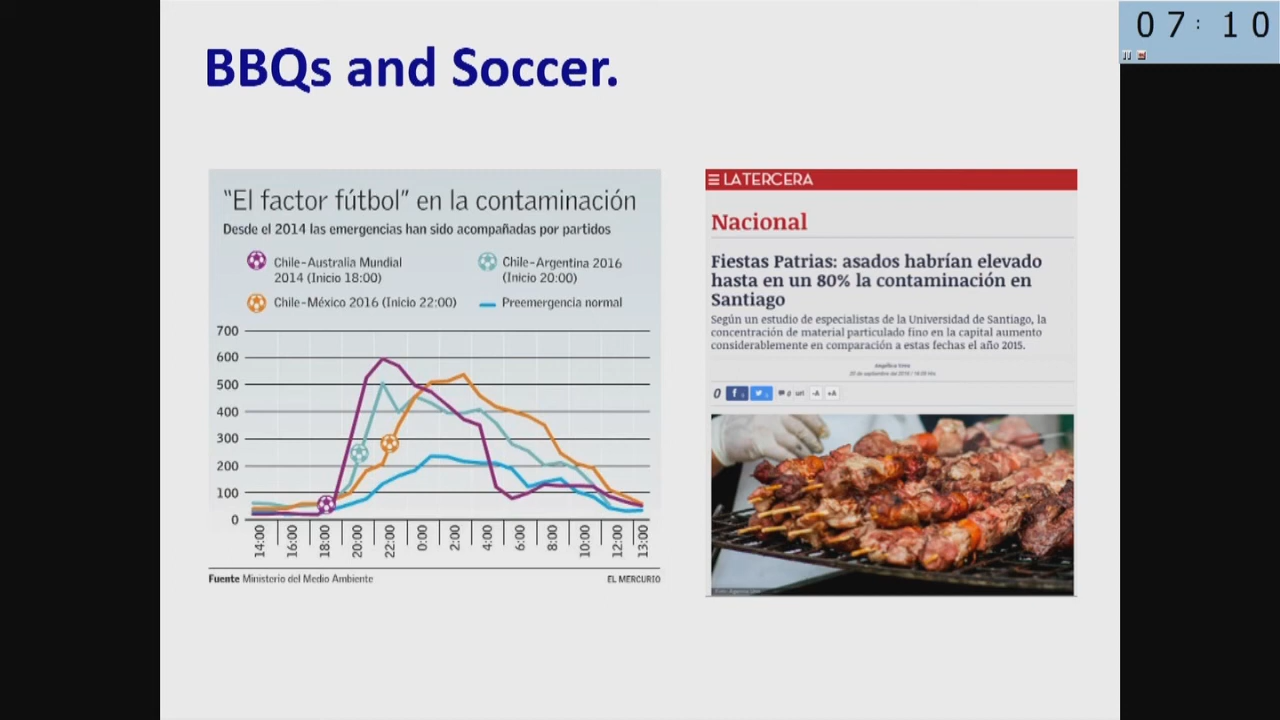 07:10
BBQs and Soccer.
“El factor fútbol” en la contaminación
Desde el 2014 las emergencias han sido acompañadas por partidos
Chile-Australia Mundial
2014 (Inicio 18:00)
Chile-Argentina 2016
(Inicio 20:00)
Chile-México 2016 (Inicio 22:00)
Preemergencia normal
700
600
500
400
300
200
100
0
14:00
16:00
18:00
20:00
22:00
0:00
2:00
4:00
6:00
8:00
10:00
12:00
13:00
Fuente Ministerio del Medio Ambiente
EL MERCURIO
LA TERCERA
Nacional
Fiestas Patrias: asados habrían elevado
hasta en un 80% la contaminación en
Santiago
Según un estudio de especialistas de la Universidad de Santiago, la
concentración de material particulado fino en la capital aumento
considerablemente en comparación a estas fechas el año 2015.
0
f
0
url
-A
+A